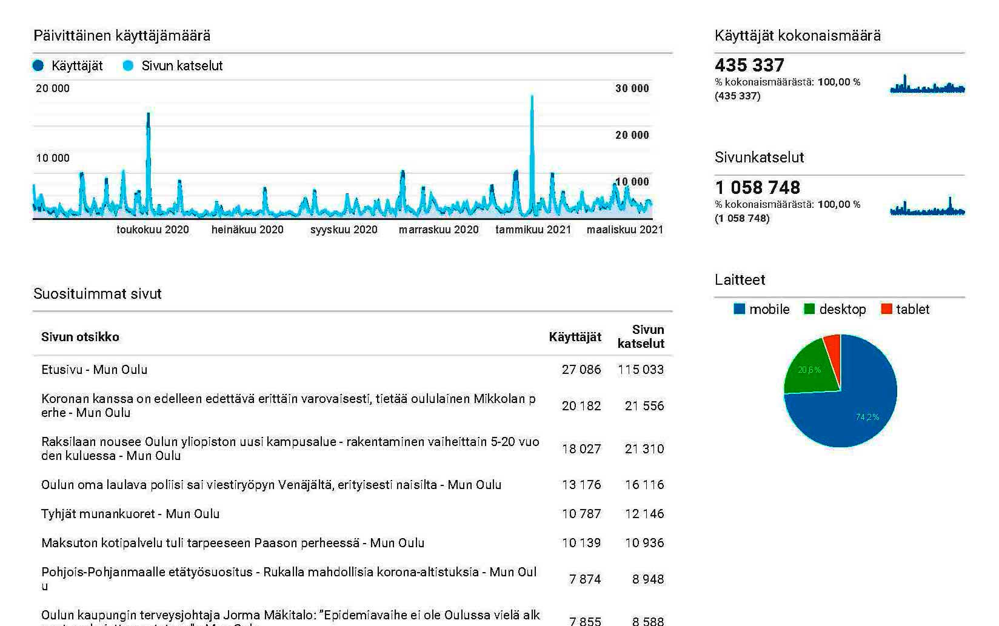 Päivittäinen käyttäjämäärä
Käyttäjät
Sivun katselut
20 000
30 000
20 000
10 000
10 000
toukokuu 2020
heinäkuu 2020
syyskuu 2020
marraskuu 2020
tammikuu 2021
maaliskuu 2021
Käyttäjät kokonaismäärä
435 337
% kokonaismäärästä: 100,00 %
(435 337)
Sivunkatselut
1 058 748
% kokonaismäärästä: 100,00 %
(1 058 748)
Laitteet
mobile
desktop
tablet
20,6%
74,2%
Suosituimmat sivut
Sivun otsikko
Käyttäjät
Sivun
katselut
Etusivu - Mun Oulu
27 086
115 033
Koronan kanssa on edelleen edettävä erittäin varovaisesti, tietää oululainen Mikkolan p
erhe - Mun Oulu
20 182
21 556
Raksilaan nousee Oulun yliopiston uusi kampusalue - rakentaminen vaiheittain 5-20 vuo
den kuluessa - Mun Oulu
18 027
21 310
Oulun oma laulava poliisi sai viestiryöpyn Venäjältä, erityisesti naisilta - Mun Oulu
13 176
16 116
Tyhjät munankuoret - Mun Oulu
10 787
12 146
Maksuton kotipalvelu tuli tarpeeseen Paason perheessä - Mun Oulu
10 139
10 936
Pohjois-Pohjanmaalle etätyösuositus - Rukalla mahdollisia korona-altistuksia - Mun Oul
u
7 874
8 948
Oulun kaupungin terveysjohtaja Jorma Mäkitalo: ”Epidemiavaihe ei ole Oulussa vielä alk
7 855
8 588